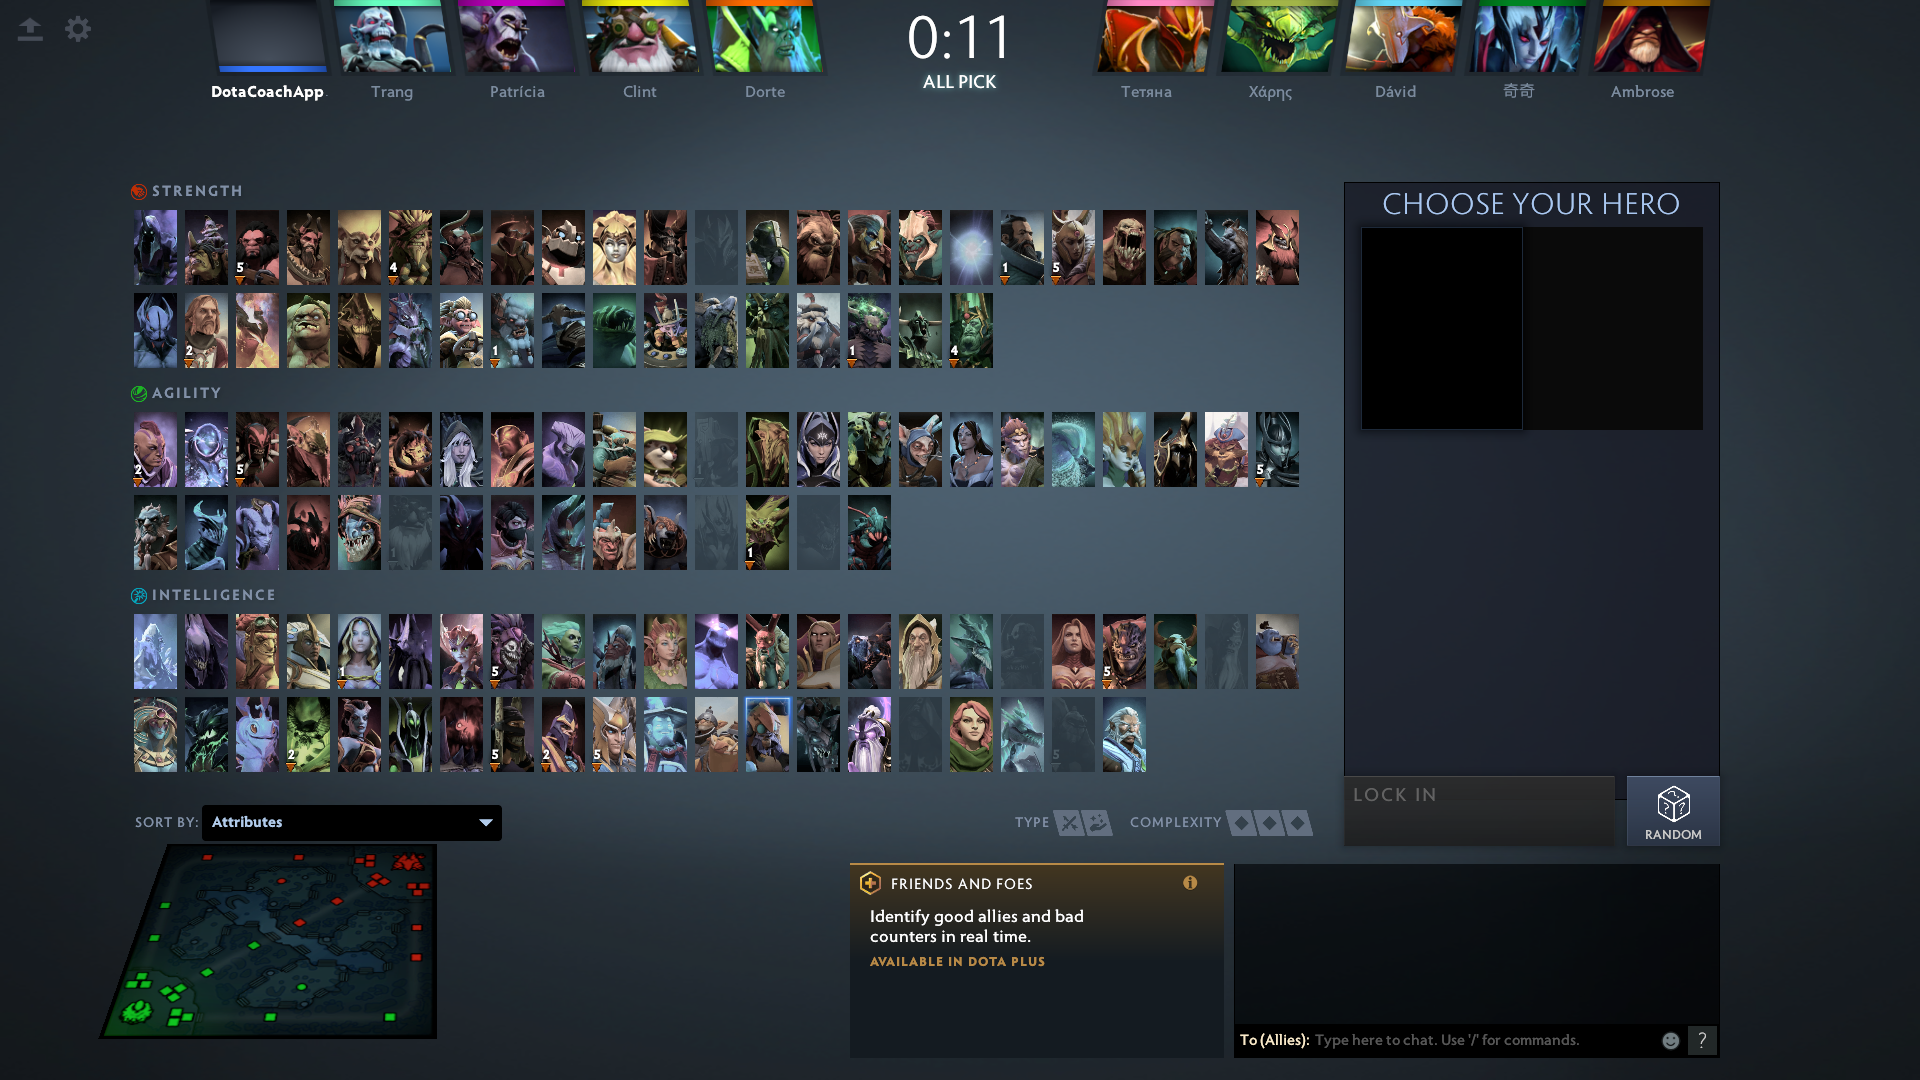 0:11
ALL PICK
DotaCoachApp
Trang
Patrícia
Clint
Dorte
Тетяна
Χάρης
Dávid
奇奇
Ambrose
STRENGTH
5
4
1
5
2
1
1
4
AGILITY
2
5
5
1
1
INTELLIGENCE
1
5
5
2
5
2
5
5
CHOOSE YOUR HERO
LOCK IN
RANDOM
SORT BY:
Attributes
TYPE
COMPLEXITY
FRIENDS AND FOES
Identify good allies and bad
counters in real time.
AVAILABLE IN DOTA PLUS
To (Allies): Type here to chat. Use '/' for commands.
?